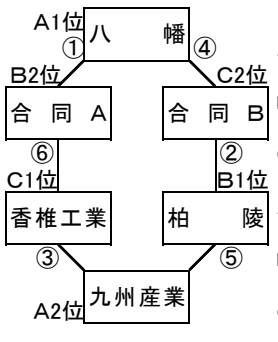 A1位
八 幡
① ④
B2位 C2位
合 同 A 合 同 B
⑥ ②
C1位 B1位
香椎工業 柏 陵
③ ⑤
九州産業
A2位